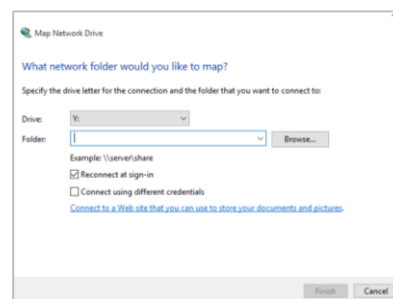 Map Network Drive
What network folder would you like to map?
Specify the drive letter for the connection and the folder that you want to connect to:
Drive: Y:
Folder: Browse...
Example: \\server\share
Reconnect at sign-in
Connect using different credentials
Connect to a Web site that you can use to store your documents and pictures.
Finish Cancel